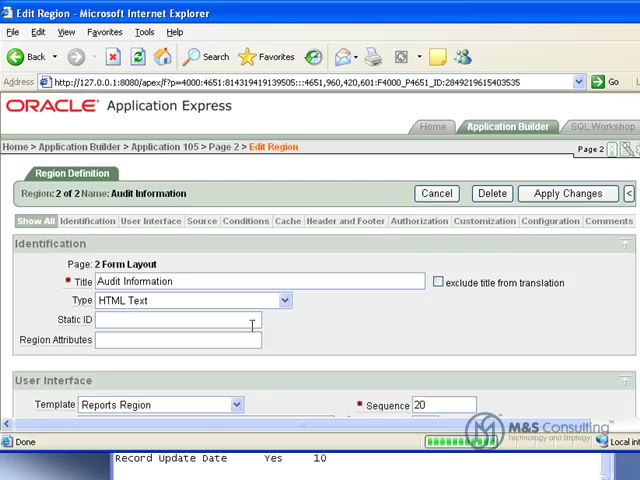 Edit Region - Microsoft Internet Explorer
File Edit View Favorites Tools Help
Back Search Favorites
Address http://127.0.0.1:8080/apex/f?p=4000:4651:814319419139505:::4651,960,420,601:F4000_P4651_ID:2849219615403535 Go
ORACLE Application Express
Home Application Builder SQL Workshop
Home > Application Builder > Application 105 > Page 2 > Edit Region Page 2
Region Definition
Region: 2 of 2 Name: Audit Information Cancel Delete Apply Changes <
Show All Identification User Interface Source Conditions Cache Header and Footer Authorization Customization Configuration Comments
Identification
Page: 2 Form Layout
* Title Audit Information exclude title from translation
Type HTML Text
Static ID
Region Attributes
User Interface
Template Reports Region * Sequence 20
M&S Consulting
Technology and Strategy
Done Local int
Record Update Date Yes 10